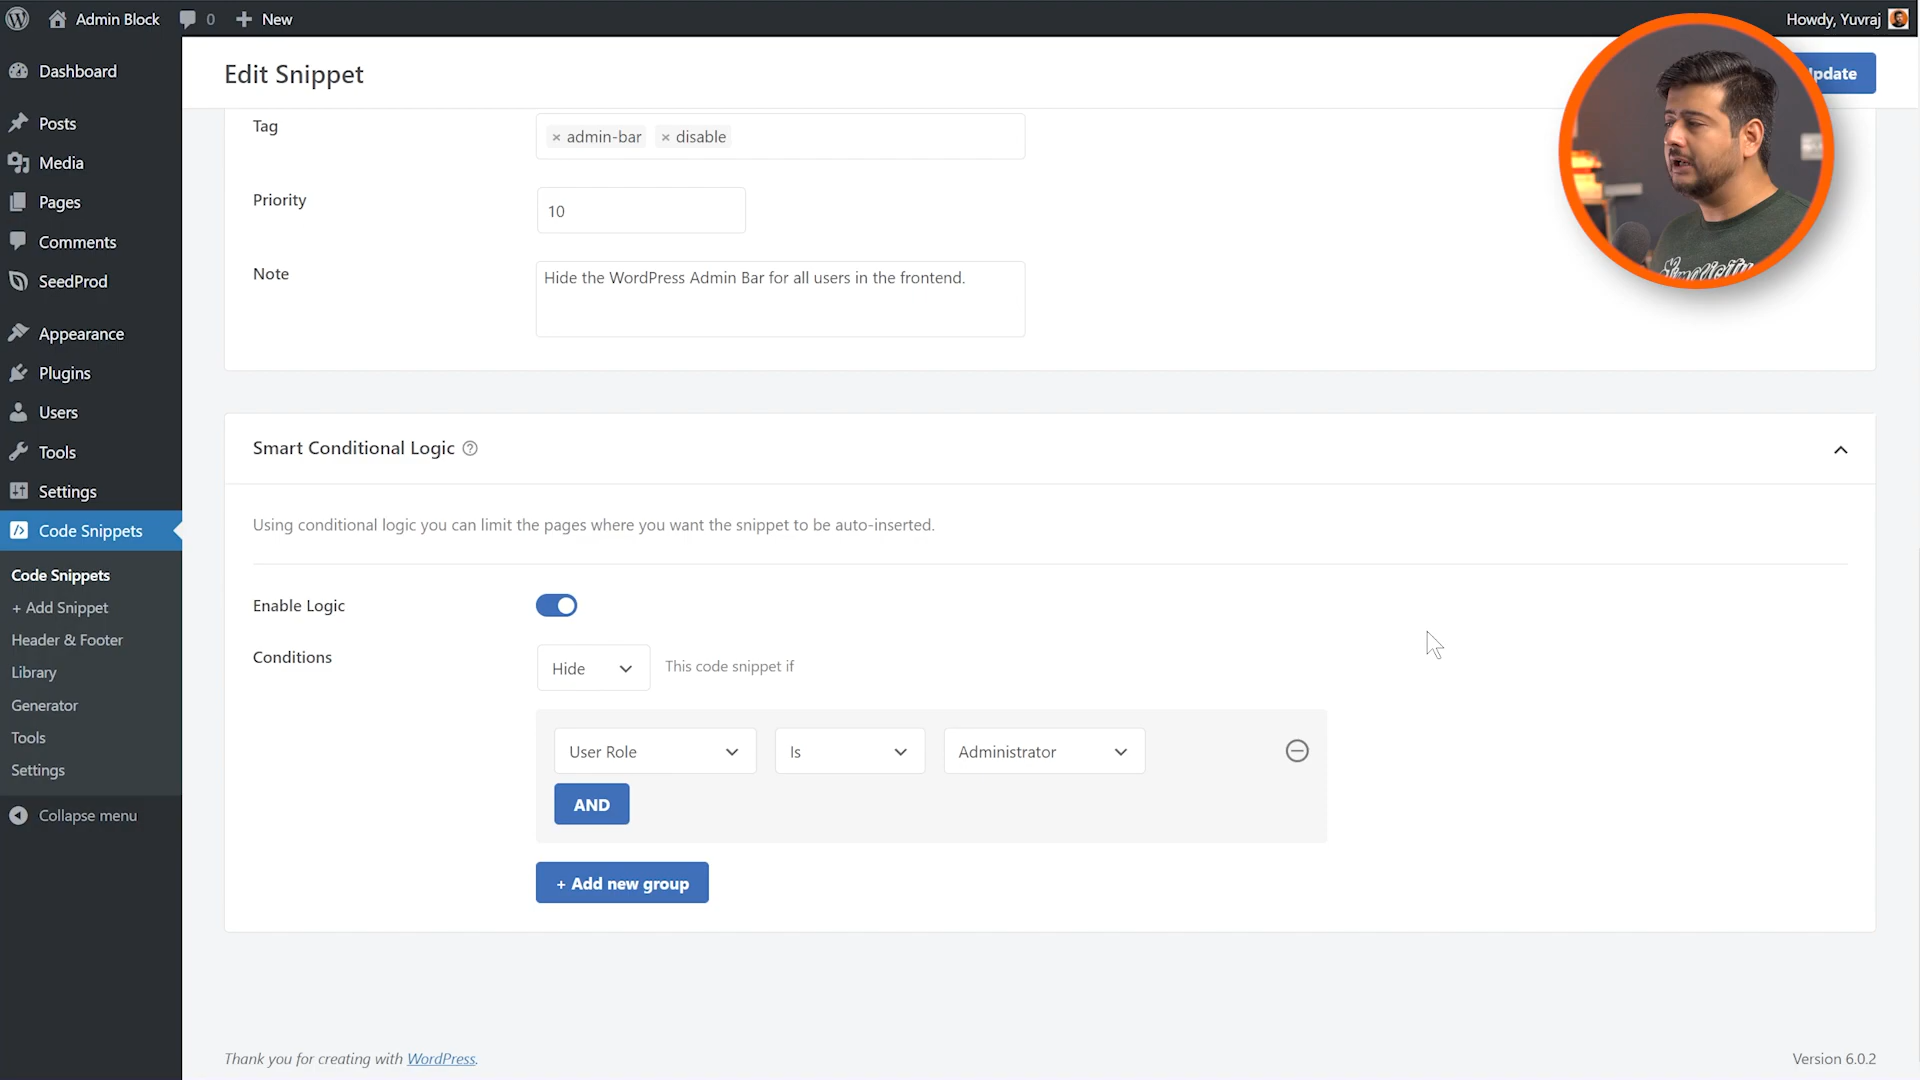 Admin Block
0
New
Howdy, Yuvraj
Dashboard
Posts
Media
Pages
Comments
SeedProd
Appearance
Plugins
Users
Tools
Settings
Code Snippets
Code Snippets
+ Add Snippet
Header & Footer
Library
Generator
Tools
Settings
Collapse menu
Edit Snippet
Tag
× admin-bar × disable
Priority
10
Note
Hide the WordPress Admin Bar for all users in the frontend.
Smart Conditional Logic
Using conditional logic you can limit the pages where you want the snippet to be auto-inserted.
Enable Logic
Conditions
Hide
This code snippet if
User Role
Is
Administrator
AND
+ Add new group
Thank you for creating with WordPress.
Version 6.0.2